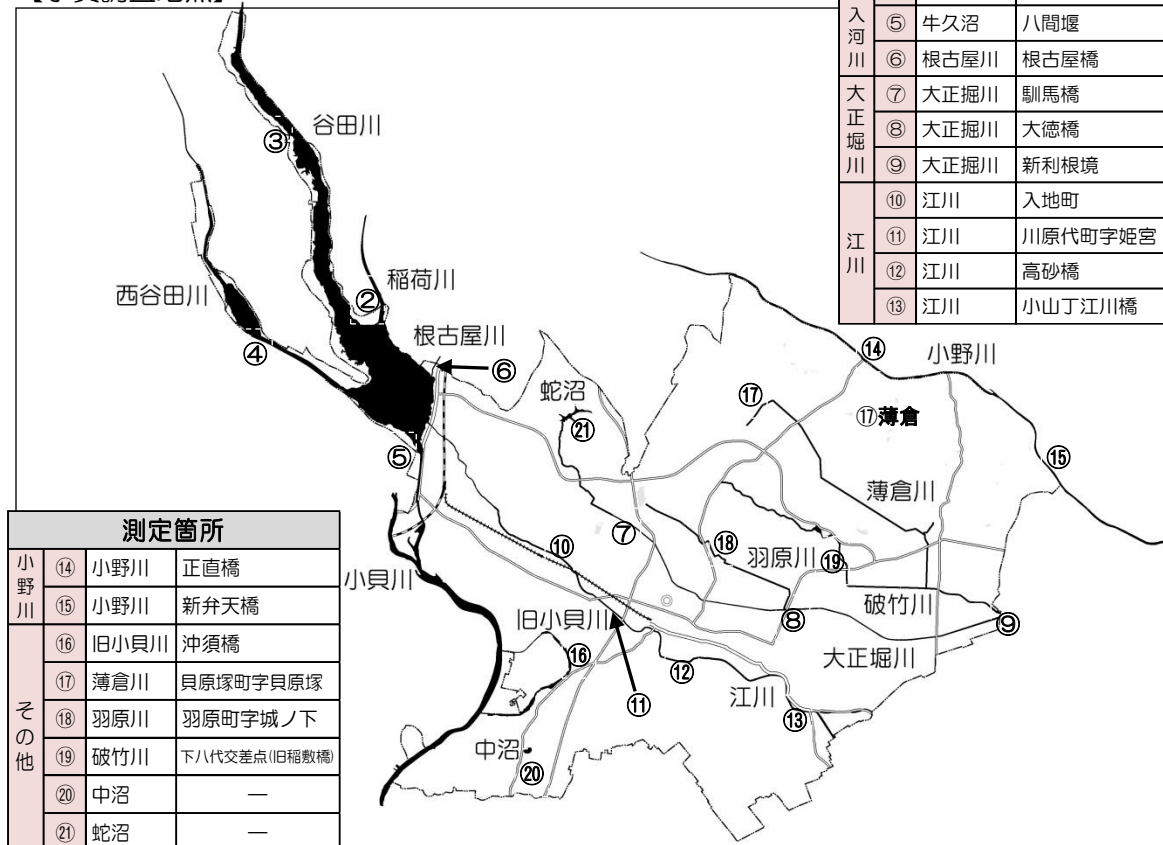 入河川
⑤ 牛久沼 八間堰
⑥ 根古屋川 根古屋橋
大正堀川
⑦ 大正掘川 馴馬橋
⑧ 大正掘川 大徳橋
⑨ 大正掘川 新利根境
江川
⑩ 江川 入地町
⑪ 江川 川原代町字姫宮
⑫ 江川 高砂橋
⑬ 江川 小山丁江川橋
谷田川
③
稲荷川
②
西谷田川
④
根古屋川
⑥
⑤
蛇沼
㉑
⑰
⑭
小野川
⑰薄倉
⑮
薄倉川
⑦
⑩
⑱
羽原川
⑲
破竹川
⑨
⑧
大正堀川
小貝川
旧小貝川
⑯
⑪
⑫
江川
⑬
中沼
⑳
測定箇所
小野川
⑭ 小野川 正直橋
⑮ 小野川 新弁天橋
その他
⑯ 旧小貝川 沖須橋
⑰ 薄倉川 貝原塚町字貝原塚
⑱ 羽原川 羽原町字城ノ下
⑲ 破竹川 下八代交差点(旧稲敷橋)
⑳ 中沼 ―
㉑ 蛇沼 ―